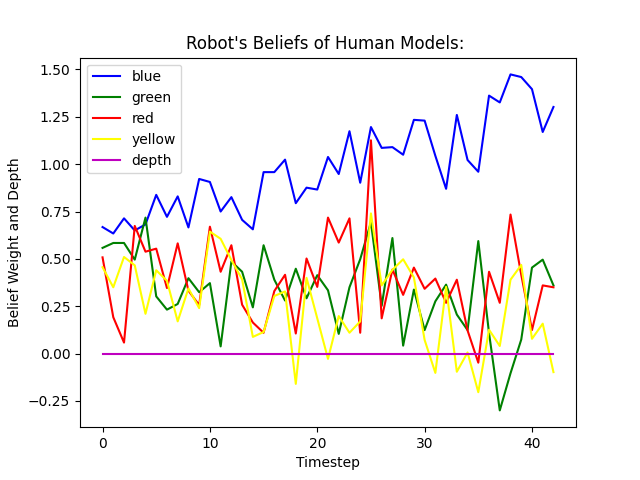 Robot's Beliefs of Human Models:
blue
green
red
yellow
depth
Belief Weight and Depth
1.50
1.25
1.00
0.75
0.50
0.25
0.00
−0.25
0
10
20
30
40
Timestep